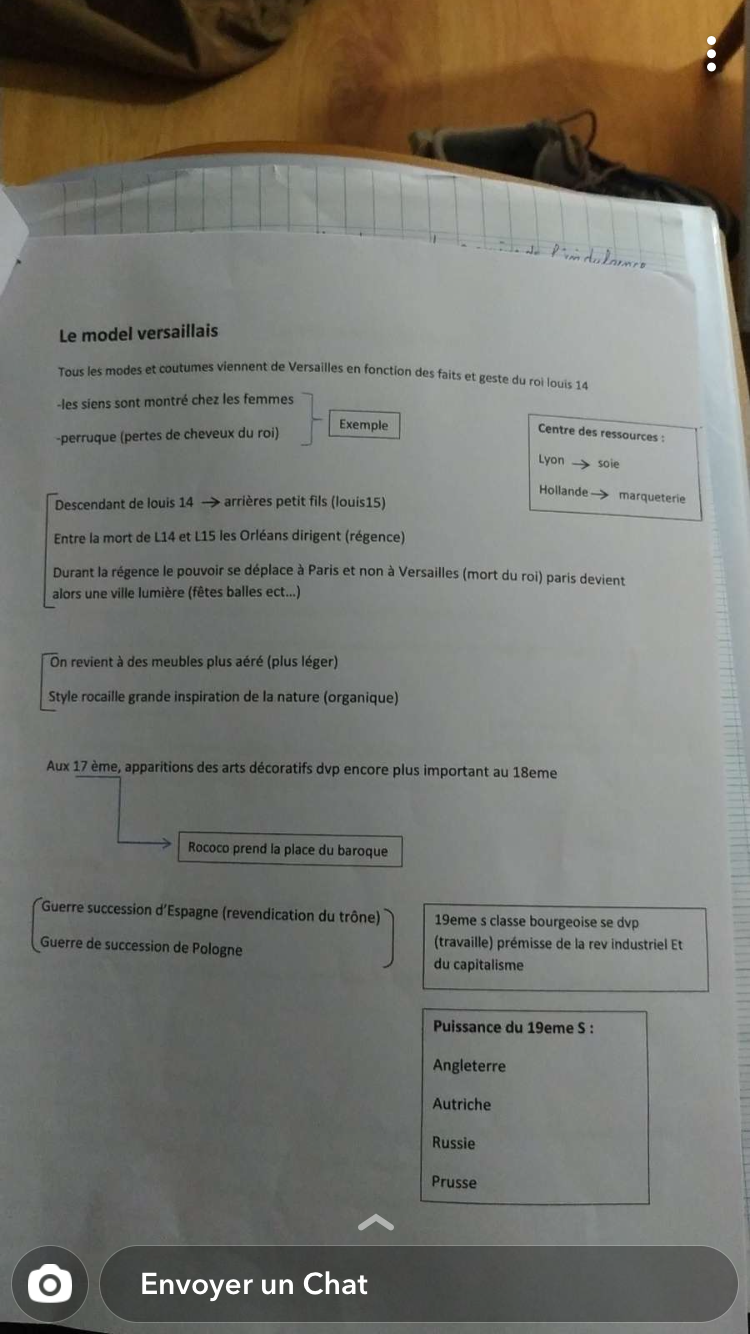 de l'indépendance
Le model versaillais
Tous les modes et coutumes viennent de Versailles en fonction des faits et geste du roi louis 14
-les siens sont montré chez les femmes
-perruque (pertes de cheveux du roi)
Exemple
Centre des ressources :
Lyon → soie
Hollande → marqueterie
Descendant de louis 14 → arrières petit fils (louis15)
Entre la mort de L14 et L15 les Orléans dirigent (régence)
Durant la régence le pouvoir se déplace à Paris et non à Versailles (mort du roi) paris devient
alors une ville lumière (fêtes balles ect...)
On revient à des meubles plus aéré (plus léger)
Style rocaille grande inspiration de la nature (organique)
Aux 17 ème, apparitions des arts décoratifs dvp encore plus important au 18eme
Rococo prend la place du baroque
Guerre succession d'Espagne (revendication du trône)
Guerre de succession de Pologne
19eme s classe bourgeoise se dvp
(travaille) prémisse de la rev industriel Et
du capitalisme
Puissance du 19eme S :
Angleterre
Autriche
Russie
Prusse
Envoyer un Chat